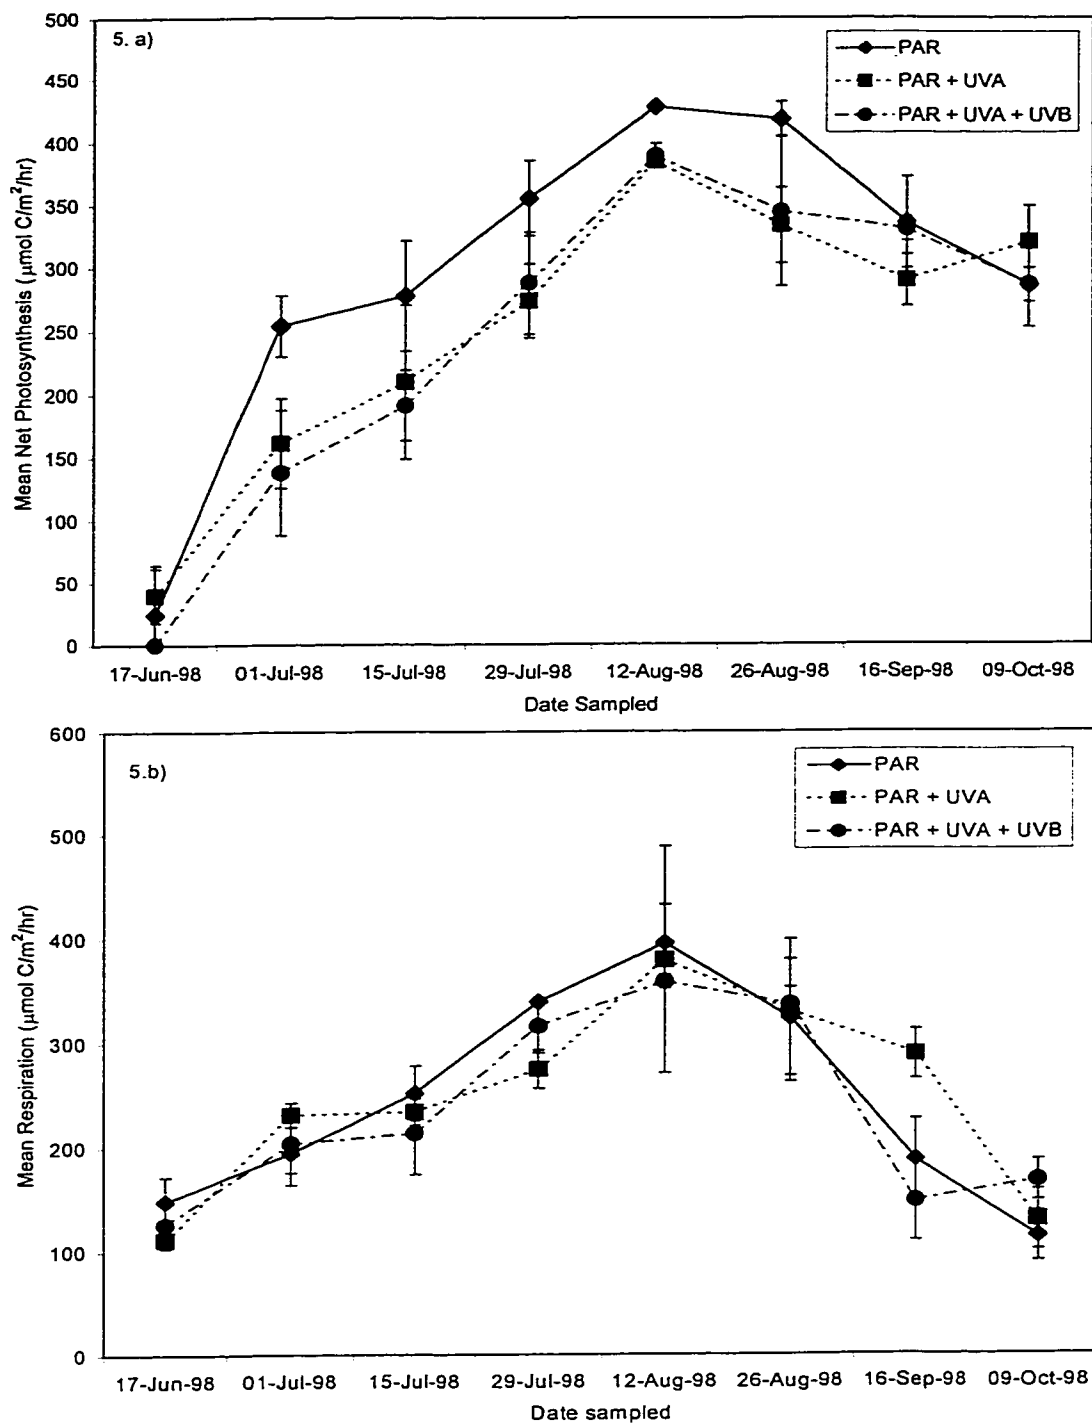 5. a)
PAR
PAR + UVA
PAR + UVA + UVB
500
450
400
350
300
250
200
150
100
50
0
Mean Net Photosynthesis (μmol C/m²/hr)
17-Jun-98 01-Jul-98 15-Jul-98 29-Jul-98 12-Aug-98 26-Aug-98 16-Sep-98 09-Oct-98
Date Sampled
5.b)
PAR
PAR + UVA
PAR + UVA + UVB
600
500
400
300
200
100
0
Mean Respiration (μmol C/m²/hr)
17-Jun-98 01-Jul-98 15-Jul-98 29-Jul-98 12-Aug-98 26-Aug-98 16-Sep-98 09-Oct-98
Date sampled